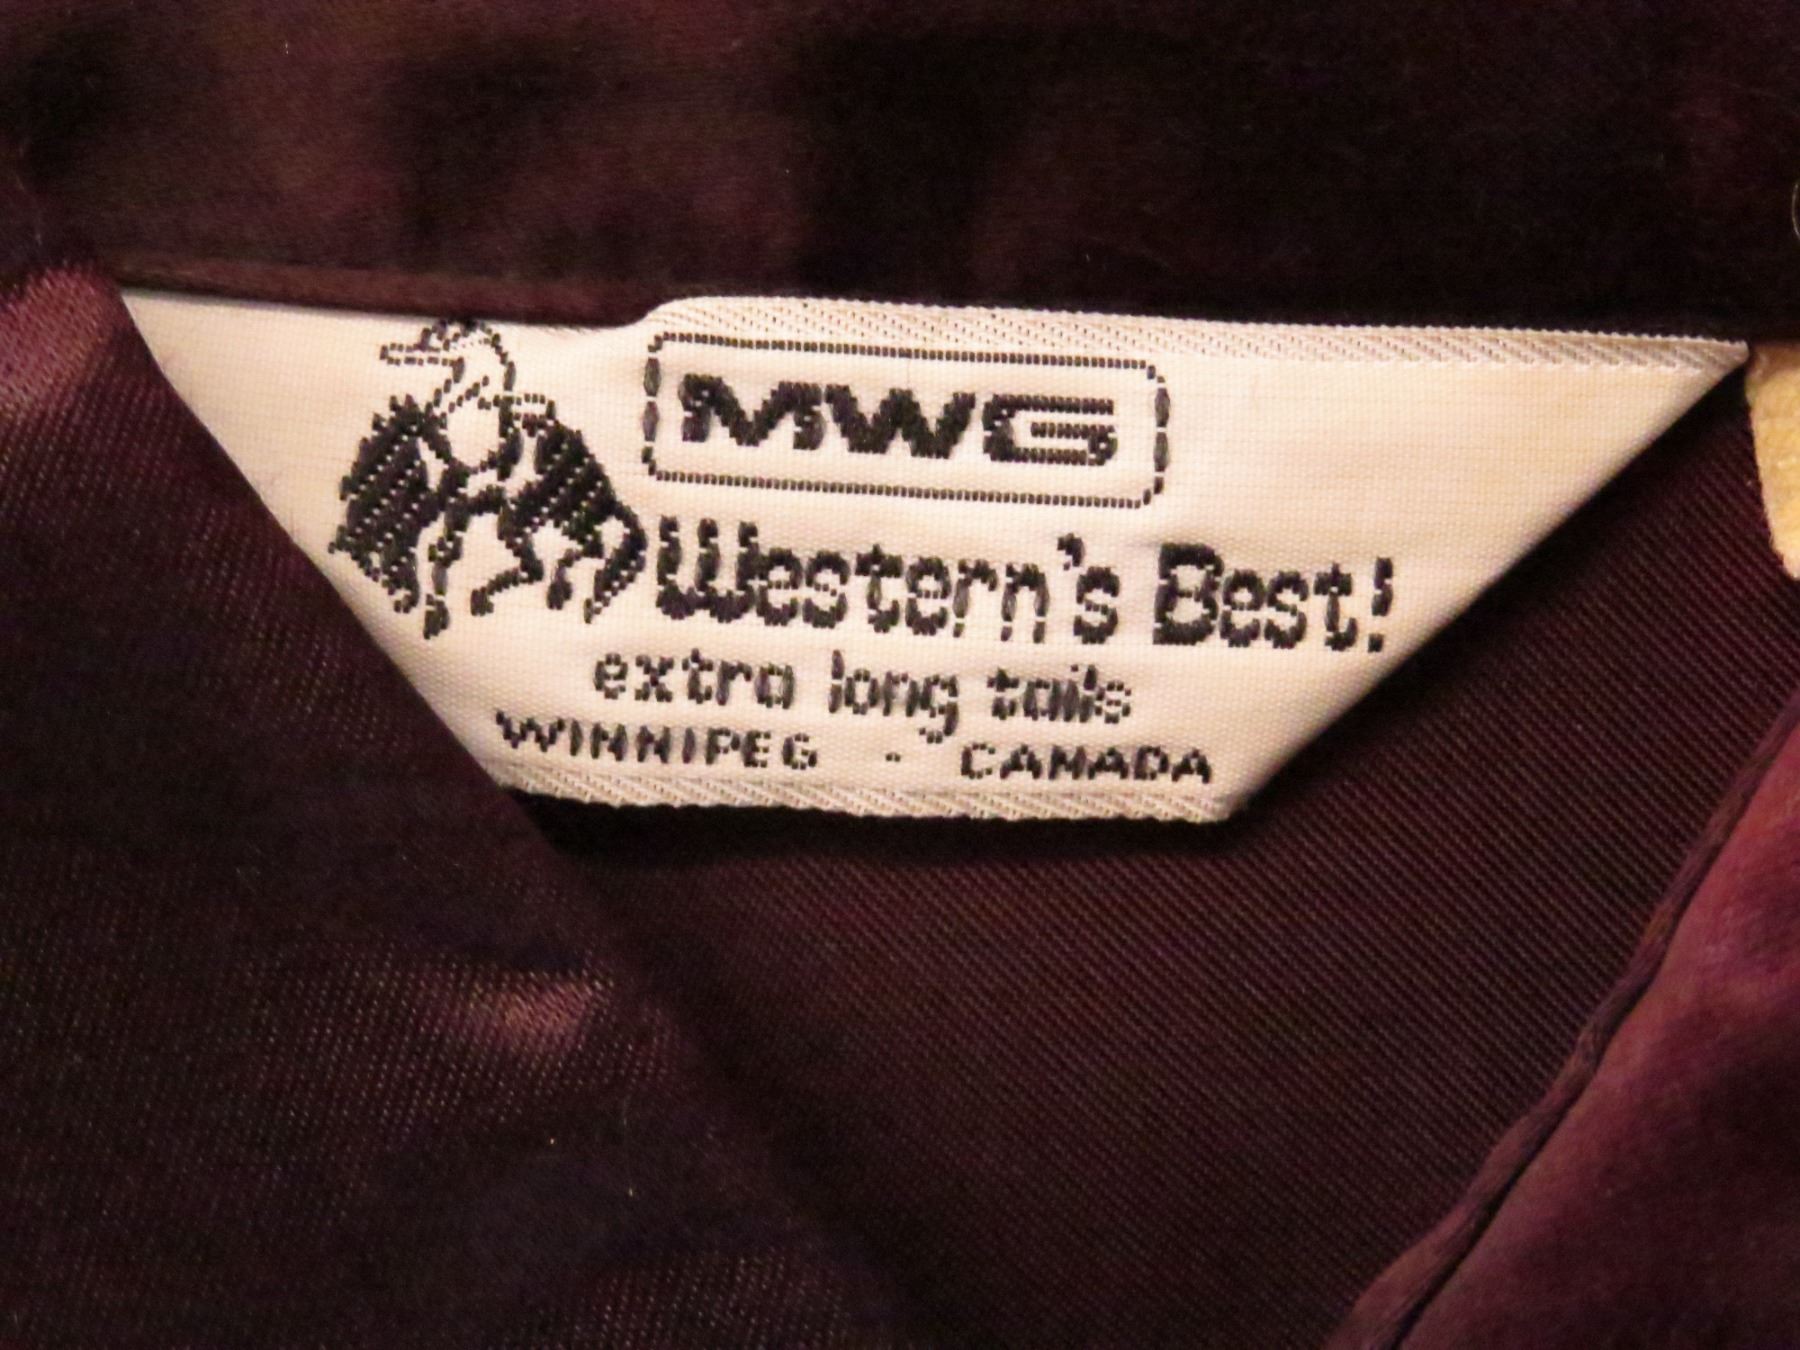 MWG
Western's Best!
extra long tails
WINNIPEG · CANADA